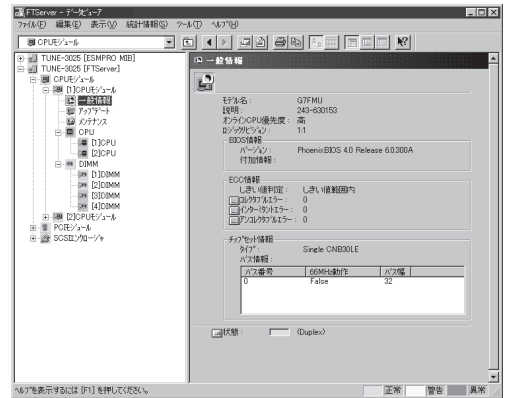 FTServer - データビューア
ファイル(F) 編集(E) 表示(V) 統計情報(S) ツール(T) ヘルプ(H)
CPUモジュール
TUNE-3025 [ESMPRO MIB]
TUNE-3025 [FTServer]
CPUモジュール
[1]CPUモジュール
一般情報
アップデート
メンテナンス
CPU
[1]CPU
[2]CPU
DIMM
[1]DIMM
[2]DIMM
[3]DIMM
[4]DIMM
[2]CPUモジュール
PCIモジュール
SCSIエンクロージャ
一般情報
モデル名: G7FMU
説明: 243-630153
オンラインCPU優先度: 高
ロジックリビジョン: 1:1
BIOS情報
バージョン: PhoenixBIOS 4.0 Release 6.0.300A
付加情報:
ECC情報
しきい値判定: しきい値範囲内
コレクタブルエラー: 0
インターミッタントエラー: 0
アンコレクタブルエラー: 0
チップセット情報
タイプ: Single CNB30LE
バス情報:
バス番号 66MHz動作 バス幅
0 False 32
状態: (Duplex)
ヘルプを表示するには [F1] を押してください。 正常 警告 異常